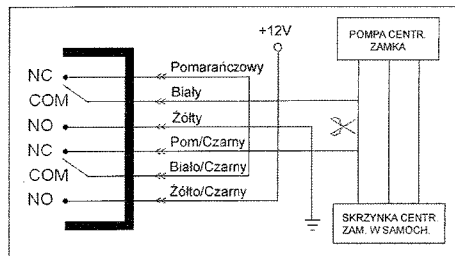 +12V
POMPA CENTR.
ZAMKA
NC
Pomarańczowy
COM
Biały
NO
Żółty
NC
Pom/Czarny
COM
Biało/Czarny
NO
Żółto/Czarny
SKRZYNKA CENTR.
ZAM. W SAMOCH.